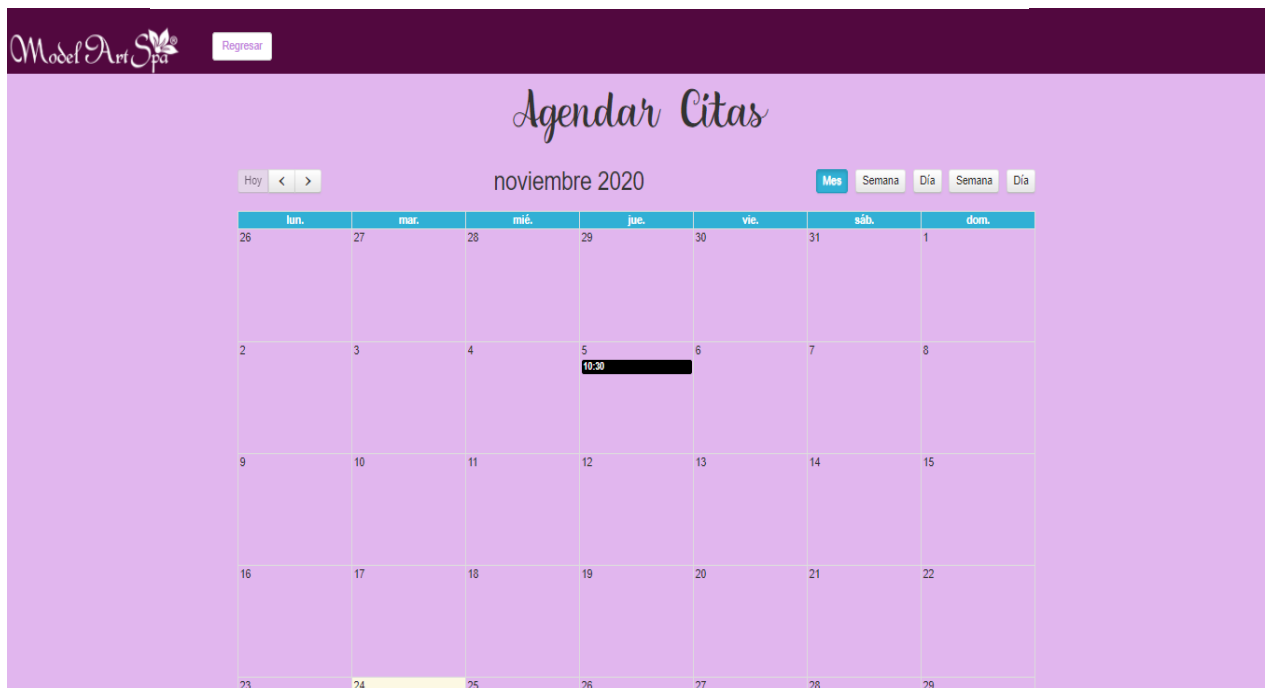 Model Art Spa®
Regresar
Agendar Citas
Hoy
noviembre 2020
Mes Semana Día Semana Día
lun. mar. mié. jue. vie. sáb. dom.
26 27 28 29 30 31 1
2 3 4 5 6 7 8
10:30
9 10 11 12 13 14 15
16 17 18 19 20 21 22
23 24 25 26 27 28 29